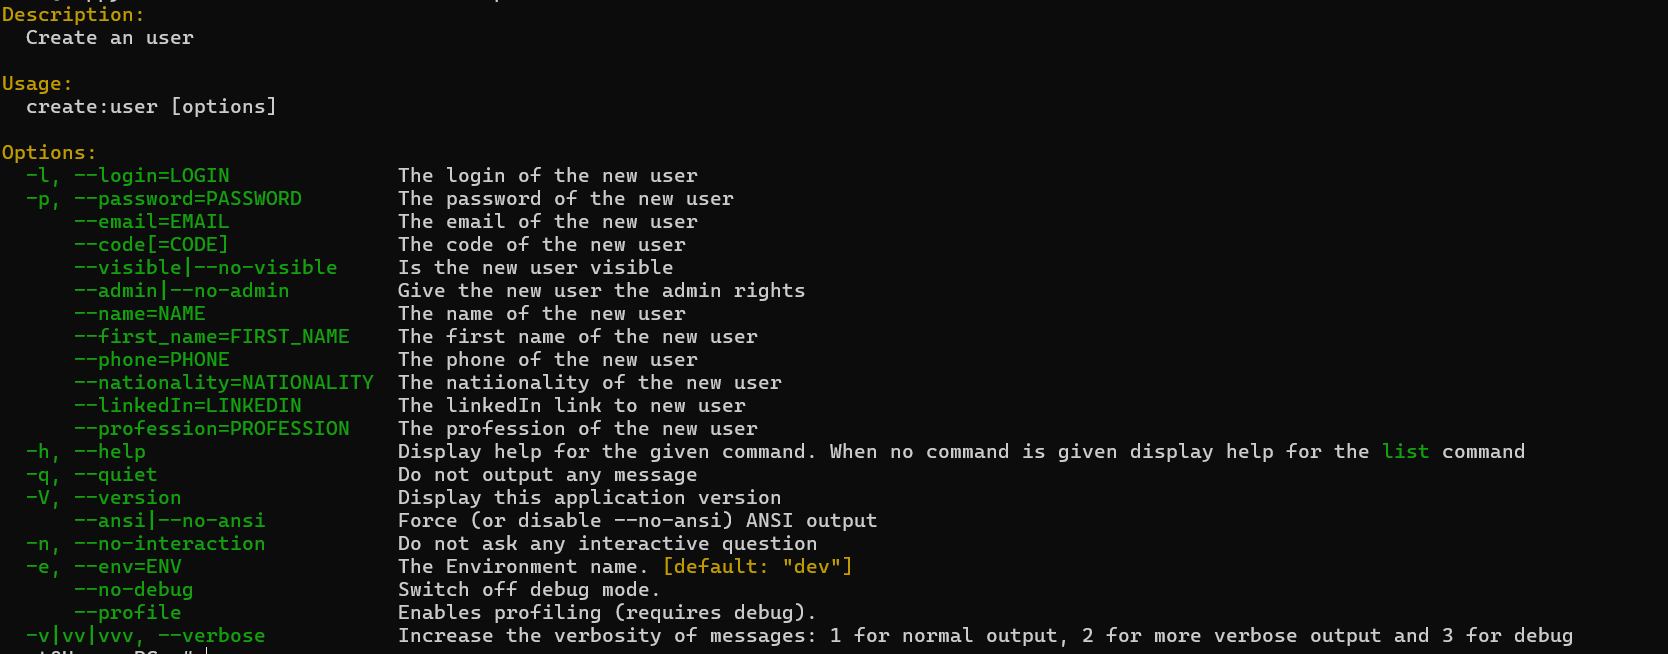 Description:
  Create an user

Usage:
  create:user [options]

Options:
  -l, --login=LOGIN              The login of the new user
  -p, --password=PASSWORD        The password of the new user
      --email=EMAIL              The email of the new user
      --code[=CODE]              The code of the new user
      --visible|--no-visible     Is the new user visible
      --admin|--no-admin         Give the new user the admin rights
      --name=NAME                The name of the new user
      --first_name=FIRST_NAME    The first name of the new user
      --phone=PHONE              The phone of the new user
      --nationality=NATIONALITY  The natiionality of the new user
      --linkedIn=LINKEDIN        The linkedIn link to new user
      --profession=PROFESSION    The profession of the new user
  -h, --help                     Display help for the given command. When no command is given display help for the list command
  -q, --quiet                    Do not output any message
  -V, --version                  Display this application version
      --ansi|--no-ansi           Force (or disable --no-ansi) ANSI output
  -n, --no-interaction           Do not ask any interactive question
  -e, --env=ENV                  The Environment name. [default: "dev"]
      --no-debug                 Switch off debug mode.
      --profile                  Enables profiling (requires debug).
  -v|vv|vvv, --verbose           Increase the verbosity of messages: 1 for normal output, 2 for more verbose output and 3 for debug